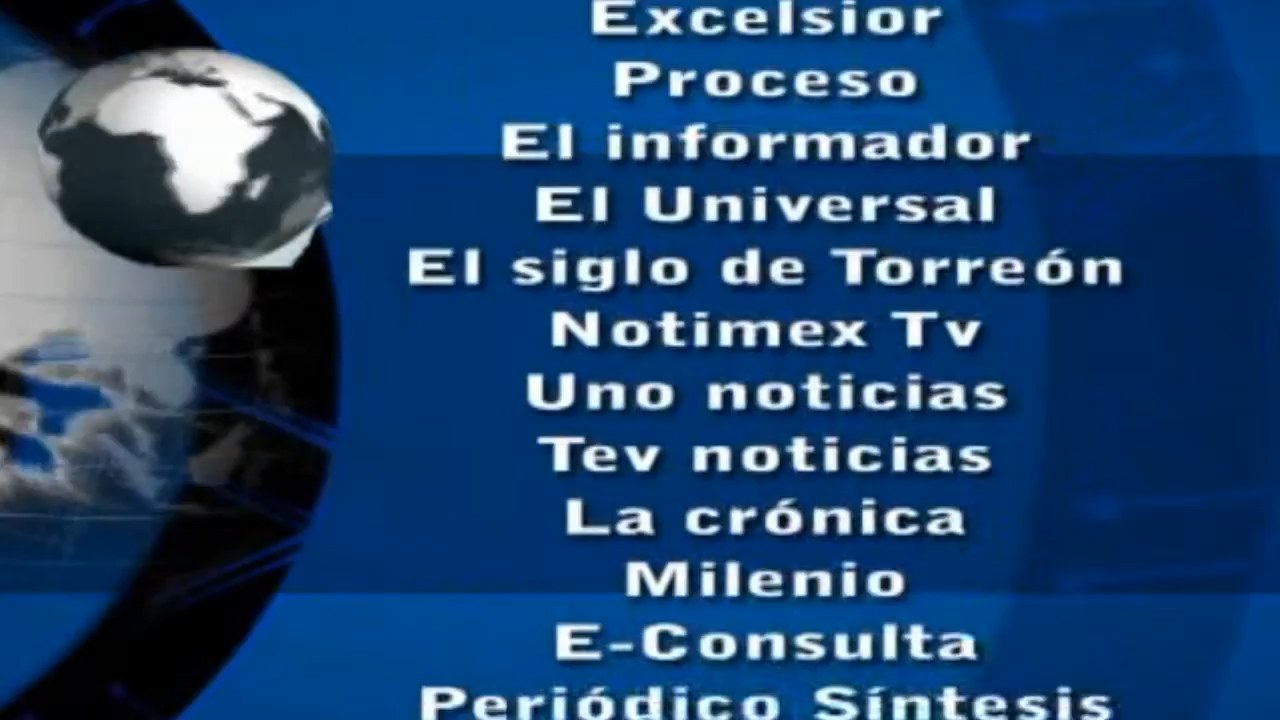 Excelsior
Proceso
El informador
El Universal
El siglo de Torreón
Notimex Tv
Uno noticias
Tev noticias
La crónica
Milenio
E-Consulta
Periódico Síntesis